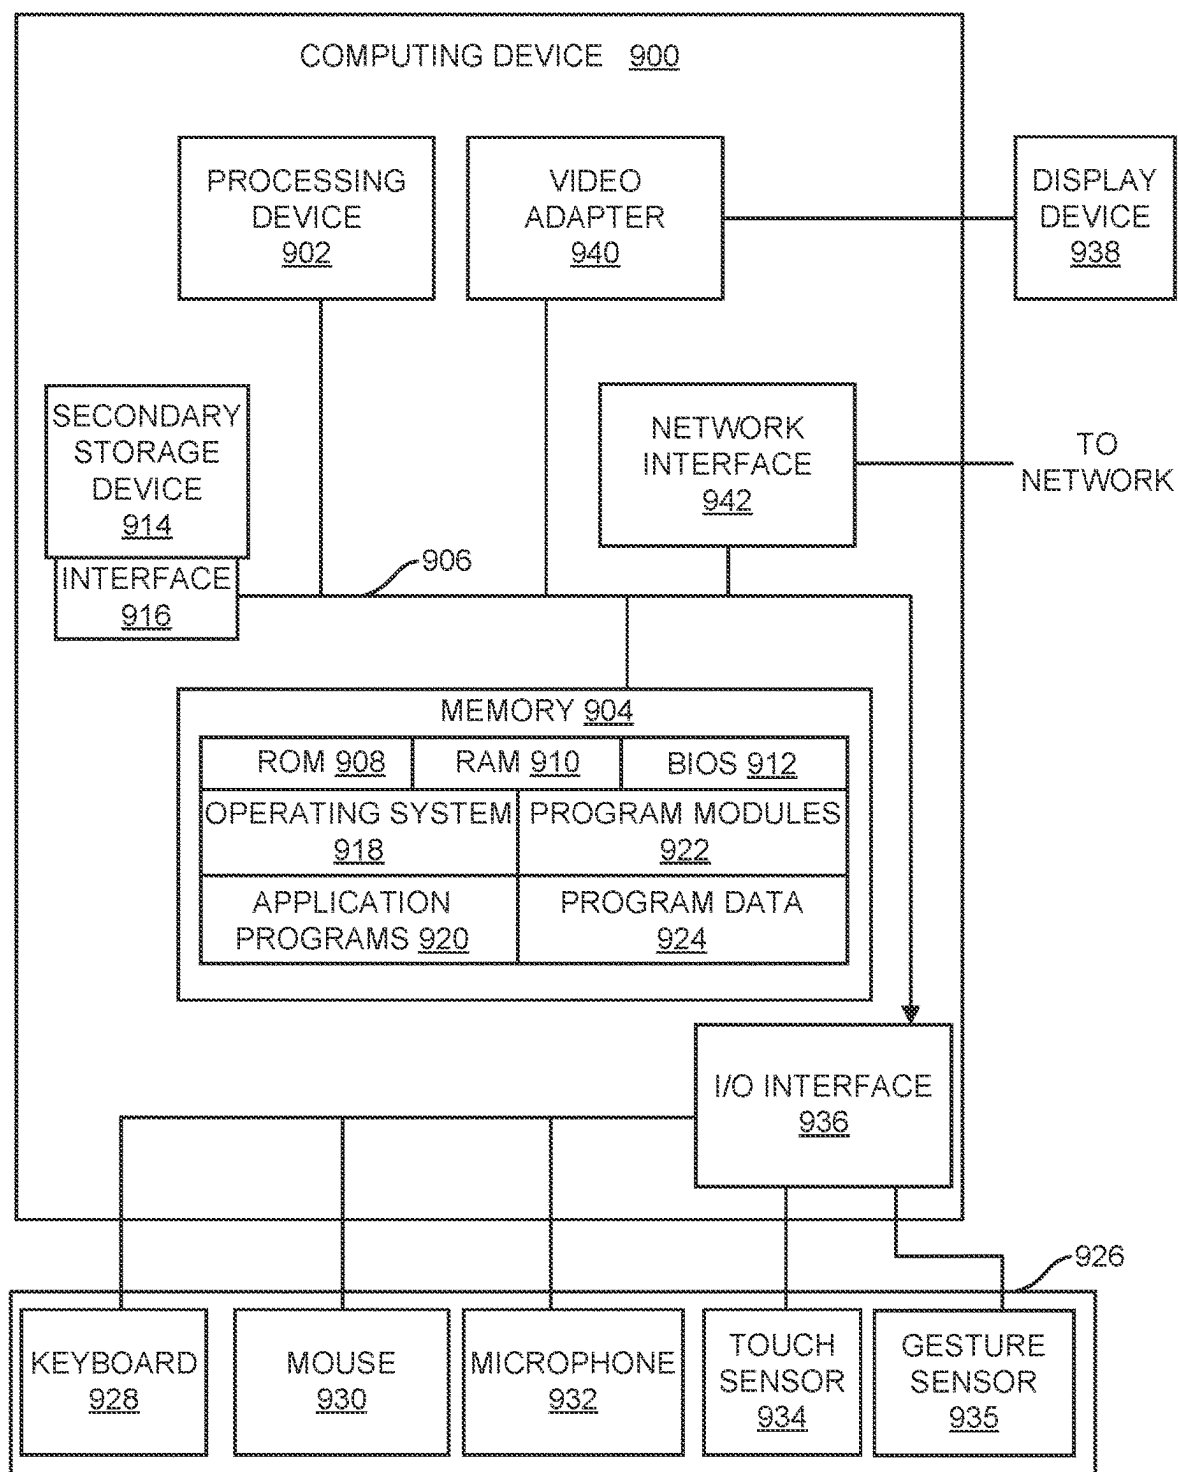 COMPUTING DEVICE 900
PROCESSING
DEVICE
902
VIDEO
ADAPTER
940
DISPLAY
DEVICE
938
SECONDARY
STORAGE
DEVICE
914
INTERFACE
916
NETWORK
INTERFACE
942
TO
NETWORK
906
MEMORY 904
ROM 908
RAM 910
BIOS 912
OPERATING SYSTEM
918
PROGRAM MODULES
922
APPLICATION
PROGRAMS 920
PROGRAM DATA
924
I/O INTERFACE
936
926
KEYBOARD
928
MOUSE
930
MICROPHONE
932
TOUCH
SENSOR
934
GESTURE
SENSOR
935